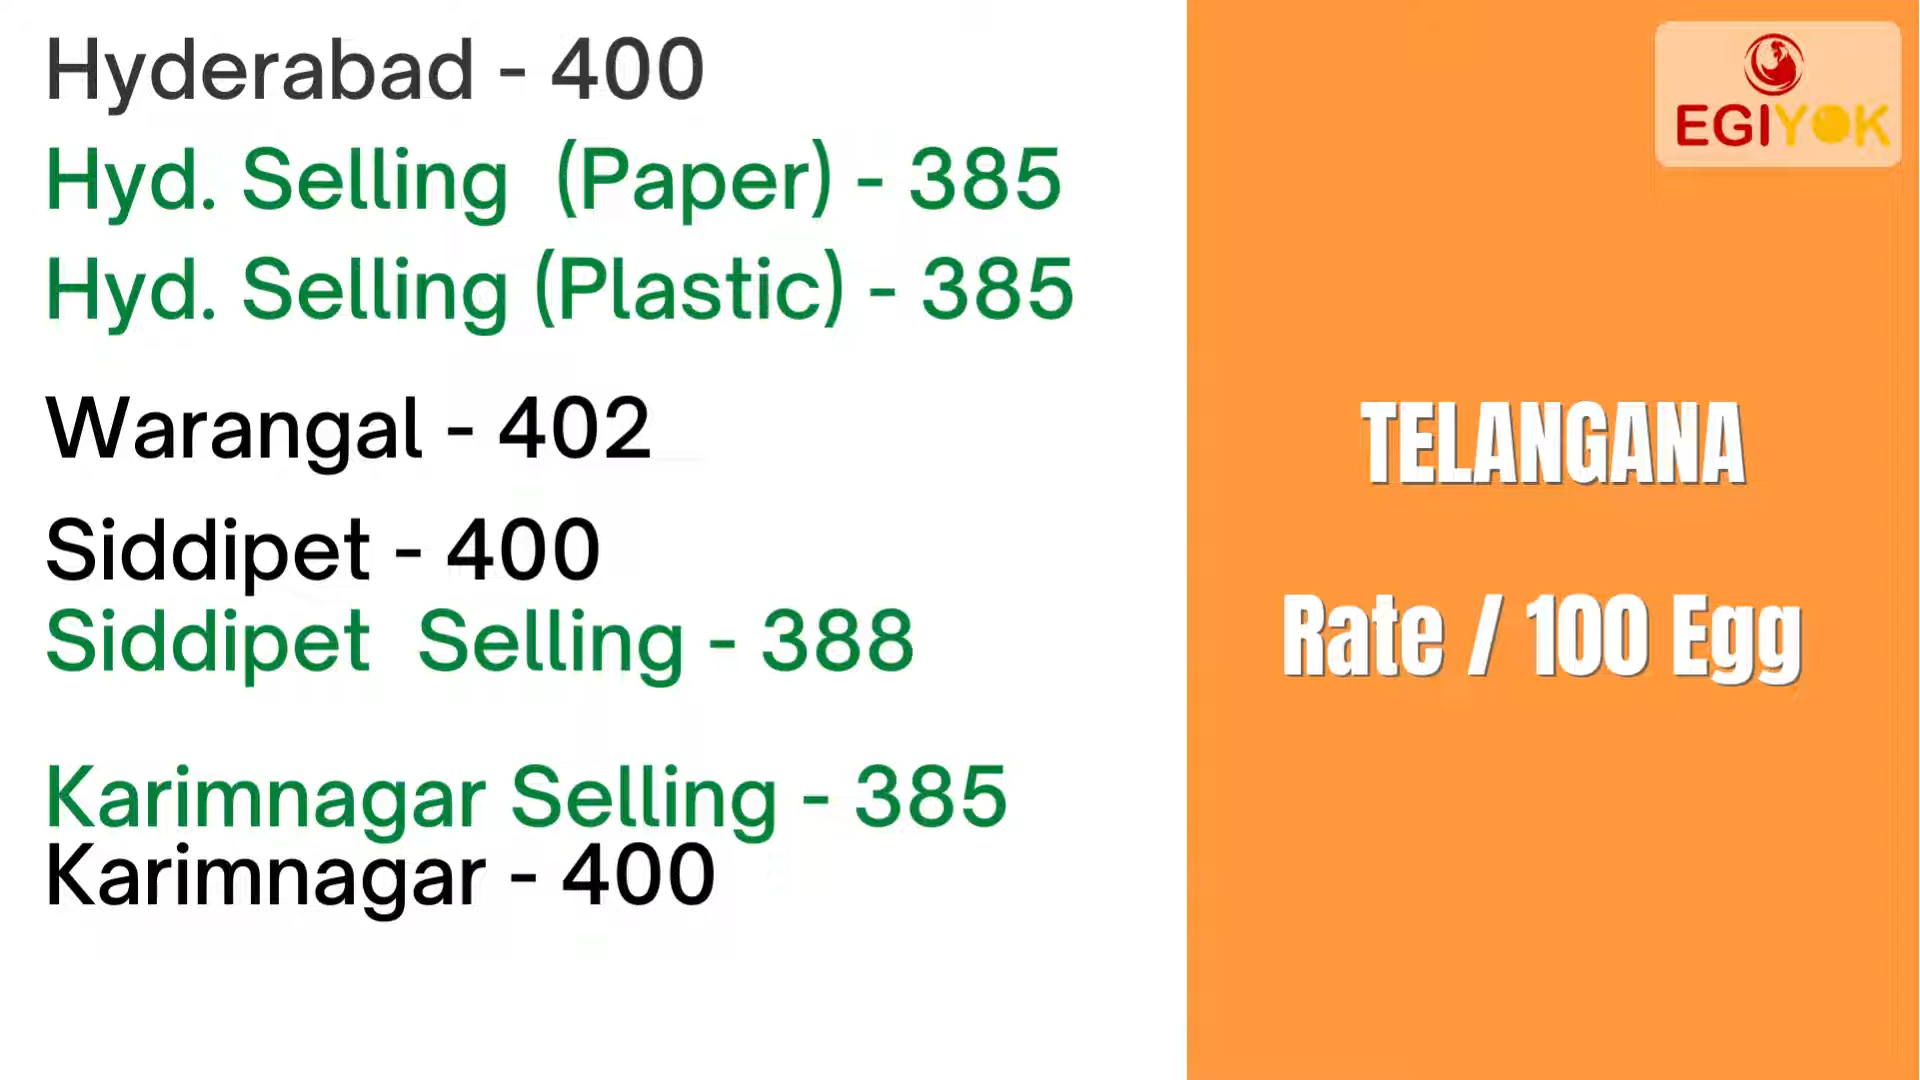 Hyderabad - 400
Hyd. Selling (Paper) - 385
Hyd. Selling (Plastic) - 385
Warangal - 402
Siddipet - 400
Siddipet Selling - 388
Karimnagar Selling - 385
Karimnagar - 400
EGIYOK
TELANGANA
Rate / 100 Egg